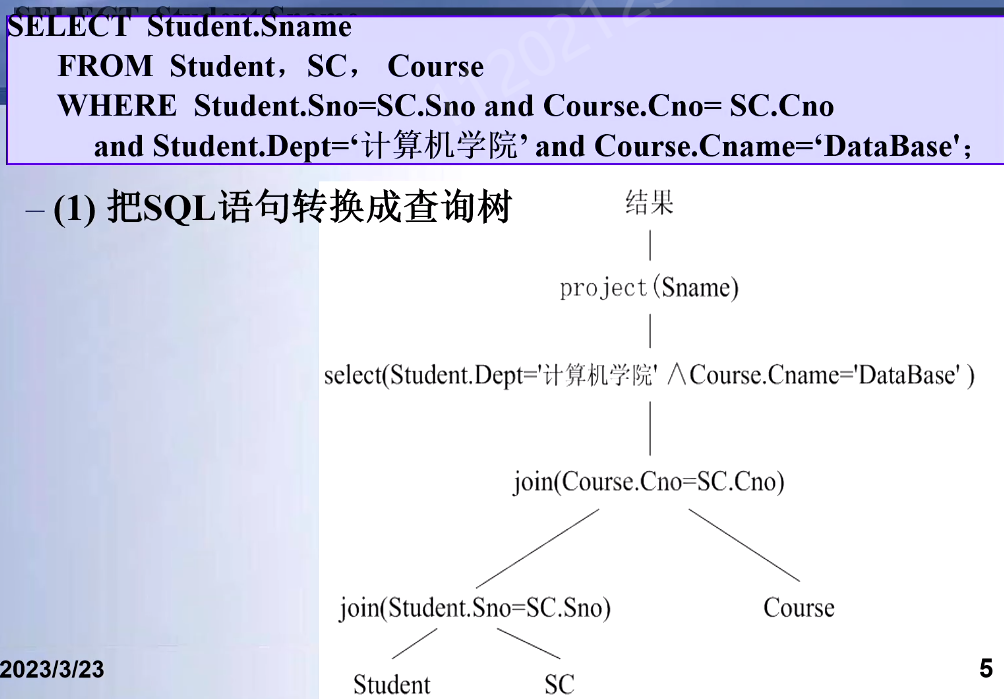 SELECT Student.Sname
FROM Student，SC， Course
WHERE Student.Sno=SC.Sno and Course.Cno= SC.Cno
and Student.Dept=‘计算机学院’ and Course.Cname=‘DataBase'；
– (1) 把SQL语句转换成查询树
结果
project(Sname)
select(Student.Dept='计算机学院' ∧Course.Cname='DataBase' )
join(Course.Cno=SC.Cno)
join(Student.Sno=SC.Sno) Course
Student SC
2023/3/23 5